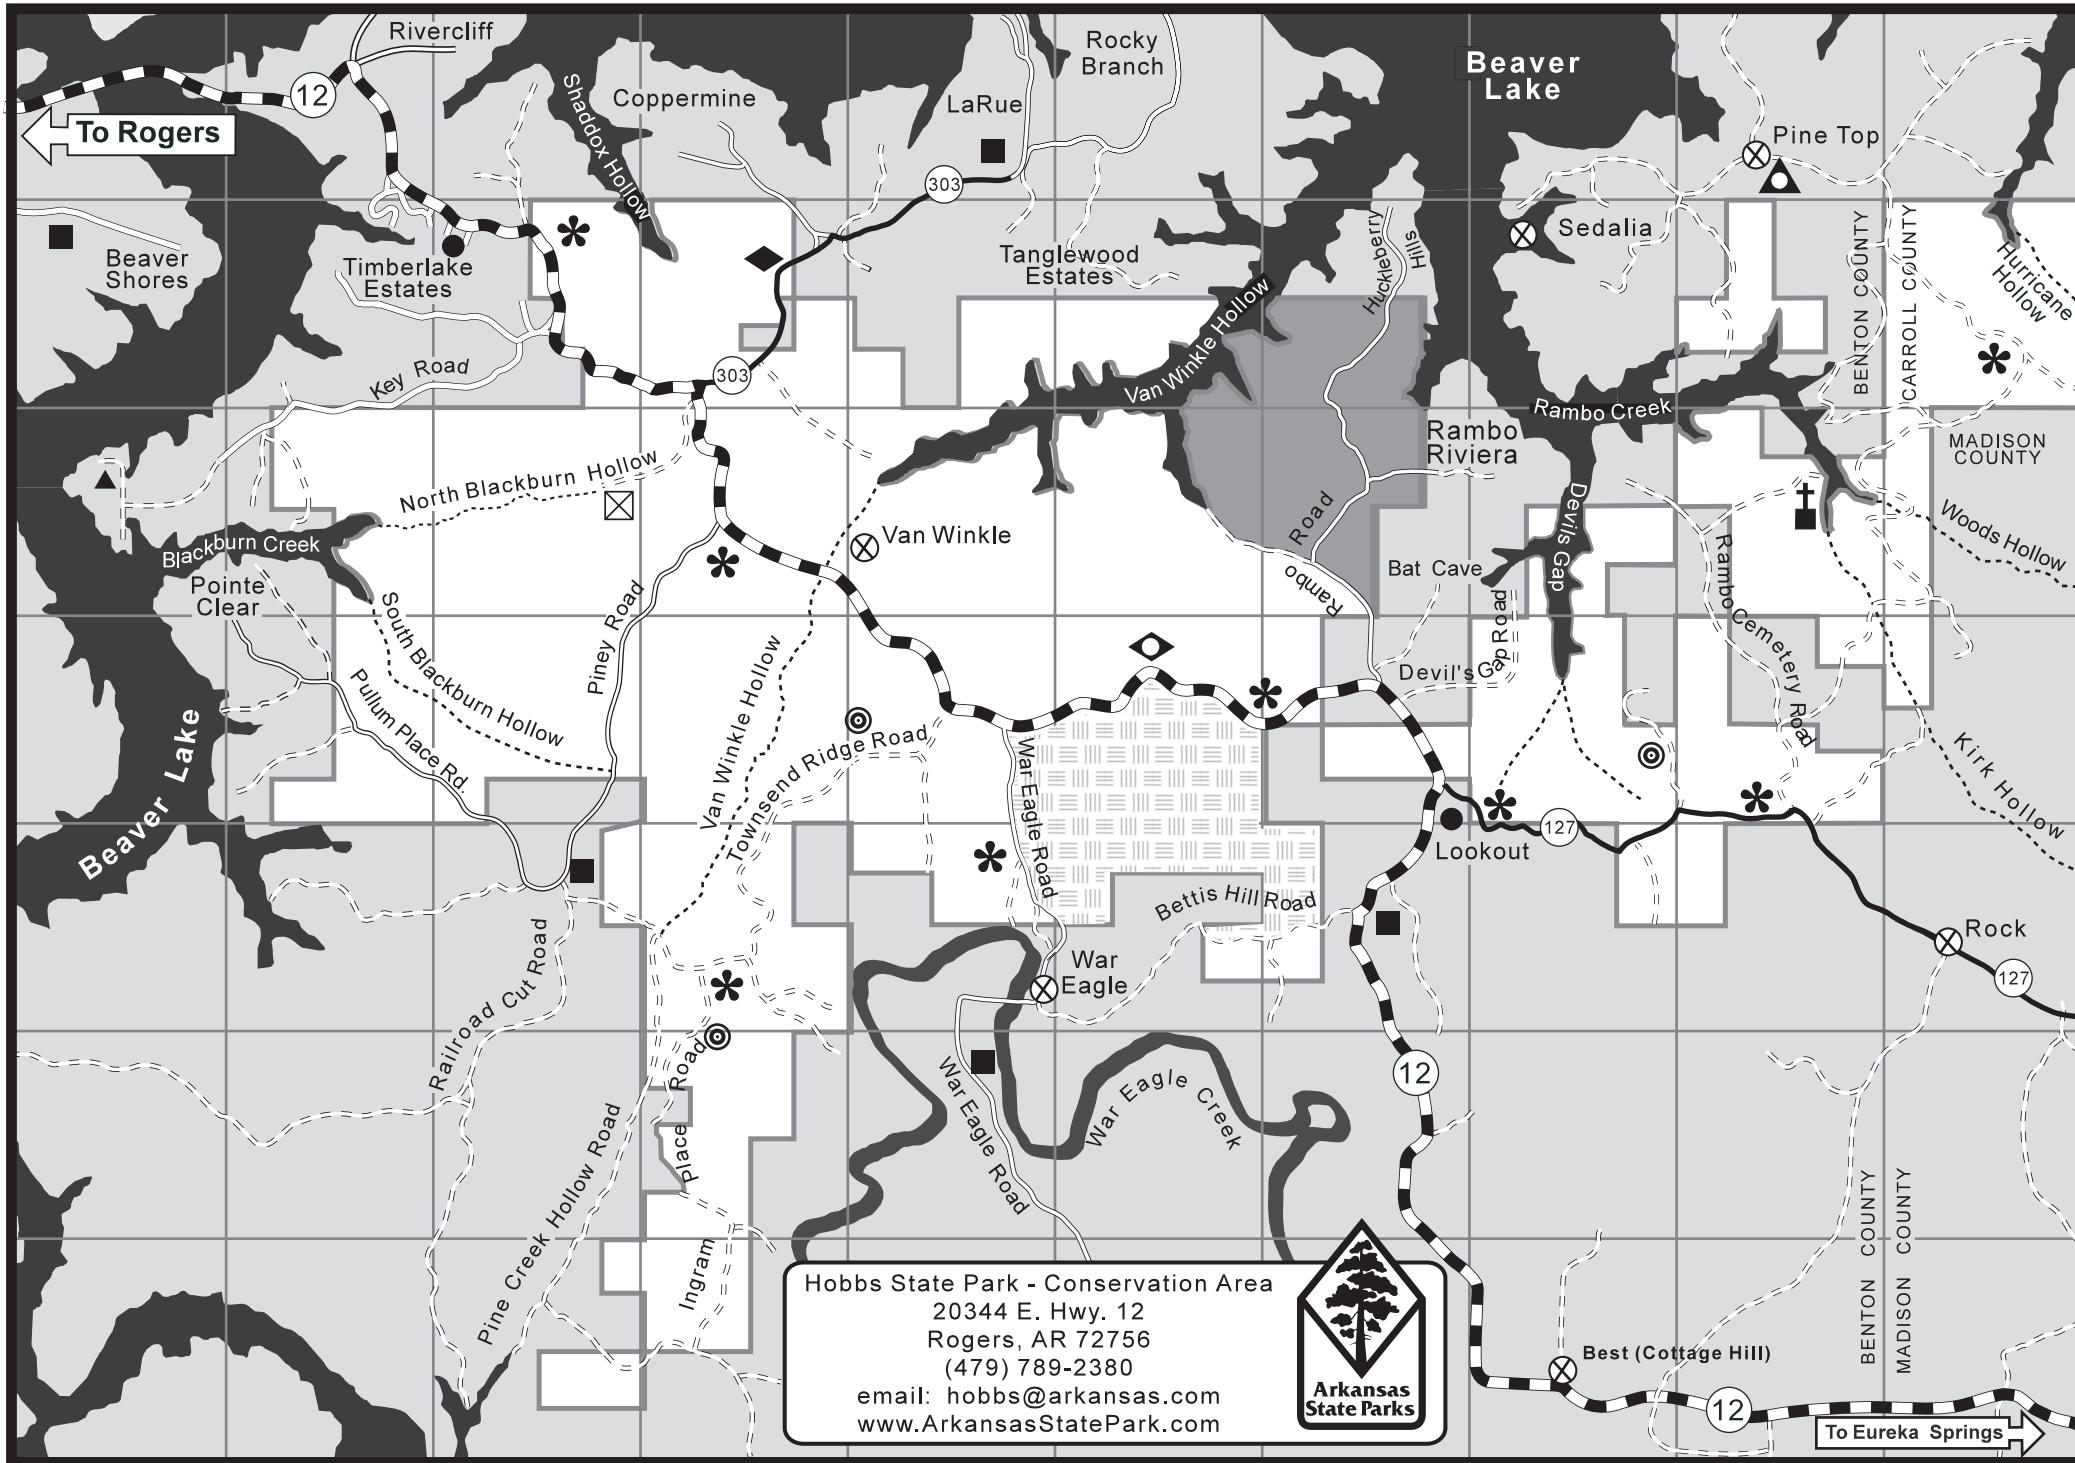 Rivercliff
Rocky
Branch
Beaver
Lake
12
Shaddox Hollow
Coppermine
LaRue
To Rogers
Pine Top
303
Beaver
Shores
Timberlake
Estates
Tanglewood
Estates
Huckleberry
Hills
Sedalia
BENTON COUNTY
CARROLL COUNTY
Hurricane
Hollow
Key Road
303
Van Winkle Hollow
Rambo Creek
Rambo
Riviera
MADISON
COUNTY
North Blackburn Hollow
Blackburn Creek
Van Winkle
Road
Rambo
Devils Gap
Woods Hollow
Pointe
Clear
Bat Cave
Rambo Cemetery Road
South Blackburn Hollow
Piney Road
Devil's Gap Road
Pullum Place Rd.
Van Winkle Hollow
Townsend Ridge Road
War Eagle Road
Kirk Hollow
Beaver Lake
127
Lookout
Bettis Hill Road
Rock
127
War
Eagle
Railroad Cut Road
Place Road
Ingram
War Eagle Road
War Eagle Creek
12
Pine Creek Hollow Road
BENTON COUNTY
MADISON COUNTY
Hobbs State Park - Conservation Area
20344 E. Hwy. 12
Rogers, AR 72756
(479) 789-2380
email: hobbs@arkansas.com
www.ArkansasStatePark.com
Arkansas
State Parks
Best (Cottage Hill)
12
To Eureka Springs